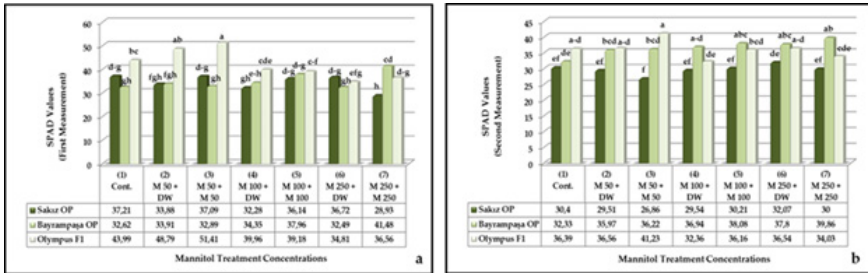 SPAD Values
(First Measurement)
60
50
40
30
20
10
0
d-g gh bc
fgh fgh ab
d-g gh a
gh e-h cde
d-g d-g c-f
d-g gh efg
h cd d-g
(1) (2) (3) (4) (5) (6) (7)
Cont. M 50 + DW M 50 + M 50 M 100 + DW M 100 + M 100 M 250 + DW M 250 + M 250
Sakız OP 37,21 33,88 37,09 32,28 36,14 36,72 28,93
Bayrampaşa OP 32,62 33,91 32,89 34,35 37,96 32,49 41,48
Olympus F1 43,99 48,79 51,41 39,96 39,18 34,81 36,56
Mannitol Treatment Concentrations
a
SPAD Values
(Second Measurement)
45
40
35
30
25
20
15
10
5
0
ef de a-d
ef bcd a-d
f bcd a
ef abc de
ef abc bcd
de abc a-d
ef ab cde
(1) (2) (3) (4) (5) (6) (7)
Cont. M 50 + DW M 50 + M 50 M 100 + DW M 100 + M 100 M 250 + DW M 250 + M 250
Sakız OP 30,4 29,51 26,86 29,54 30,21 32,07 30
Bayrampaşa OP 32,33 35,97 36,22 36,94 38,08 37,8 39,86
Olympus F1 36,39 36,56 41,23 32,36 36,16 36,54 34,03
Mannitol Treatment Concentrations
b